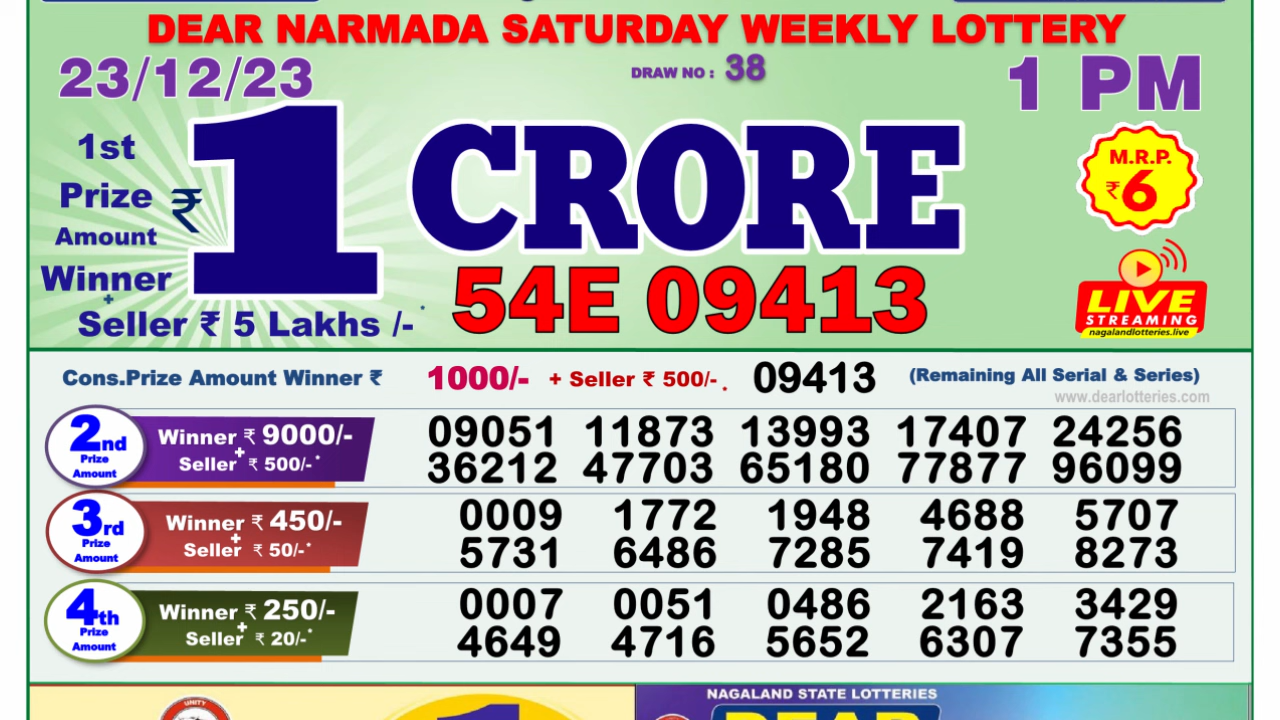 DEAR NARMADA SATURDAY WEEKLY LOTTERY
23/12/23
DRAW NO : 38
1 PM
1st
Prize
Amount
Winner
+
Seller ₹ 5 Lakhs /-*
₹ 1 CRORE
54E 09413
M.R.P.
₹6
LIVE
STREAMING
nagalandlotteries.live
Cons.Prize Amount Winner ₹ 1000/- + Seller ₹ 500/-. 09413 (Remaining All Serial & Series)
www.dearlotteries.com
2nd
Prize
Amount
Winner ₹ 9000/-
+
Seller ₹ 500/-*
09051 11873 13993 17407 24256
36212 47703 65180 77877 96099
3rd
Prize
Amount
Winner ₹ 450/-
+
Seller ₹ 50/-*
0009 1772 1948 4688 5707
5731 6486 7285 7419 8273
4th
Prize
Amount
Winner ₹ 250/-
+
Seller ₹ 20/-*
0007 0051 0486 2163 3429
4649 4716 5652 6307 7355
UNITY
1
NAGALAND STATE LOTTERIES
DEAR